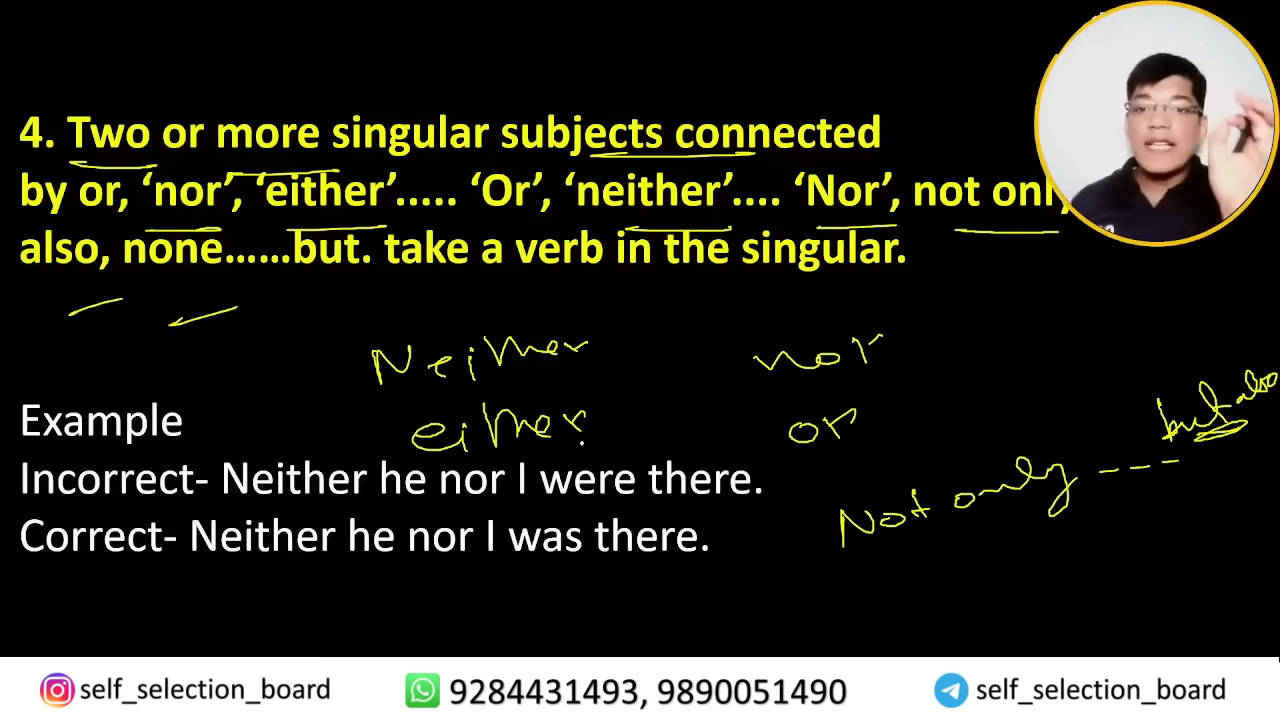 4. Two or more singular subjects connected
by or, ‘nor’, ‘either’..... ‘Or’, ‘neither’.... ‘Nor’, not only
also, none......but. take a verb in the singular.
Neither nor
either or
Not only --- but also
Example
Incorrect- Neither he nor I were there.
Correct- Neither he nor I was there.
self_selection_board 9284431493, 9890051490 self_selection_board